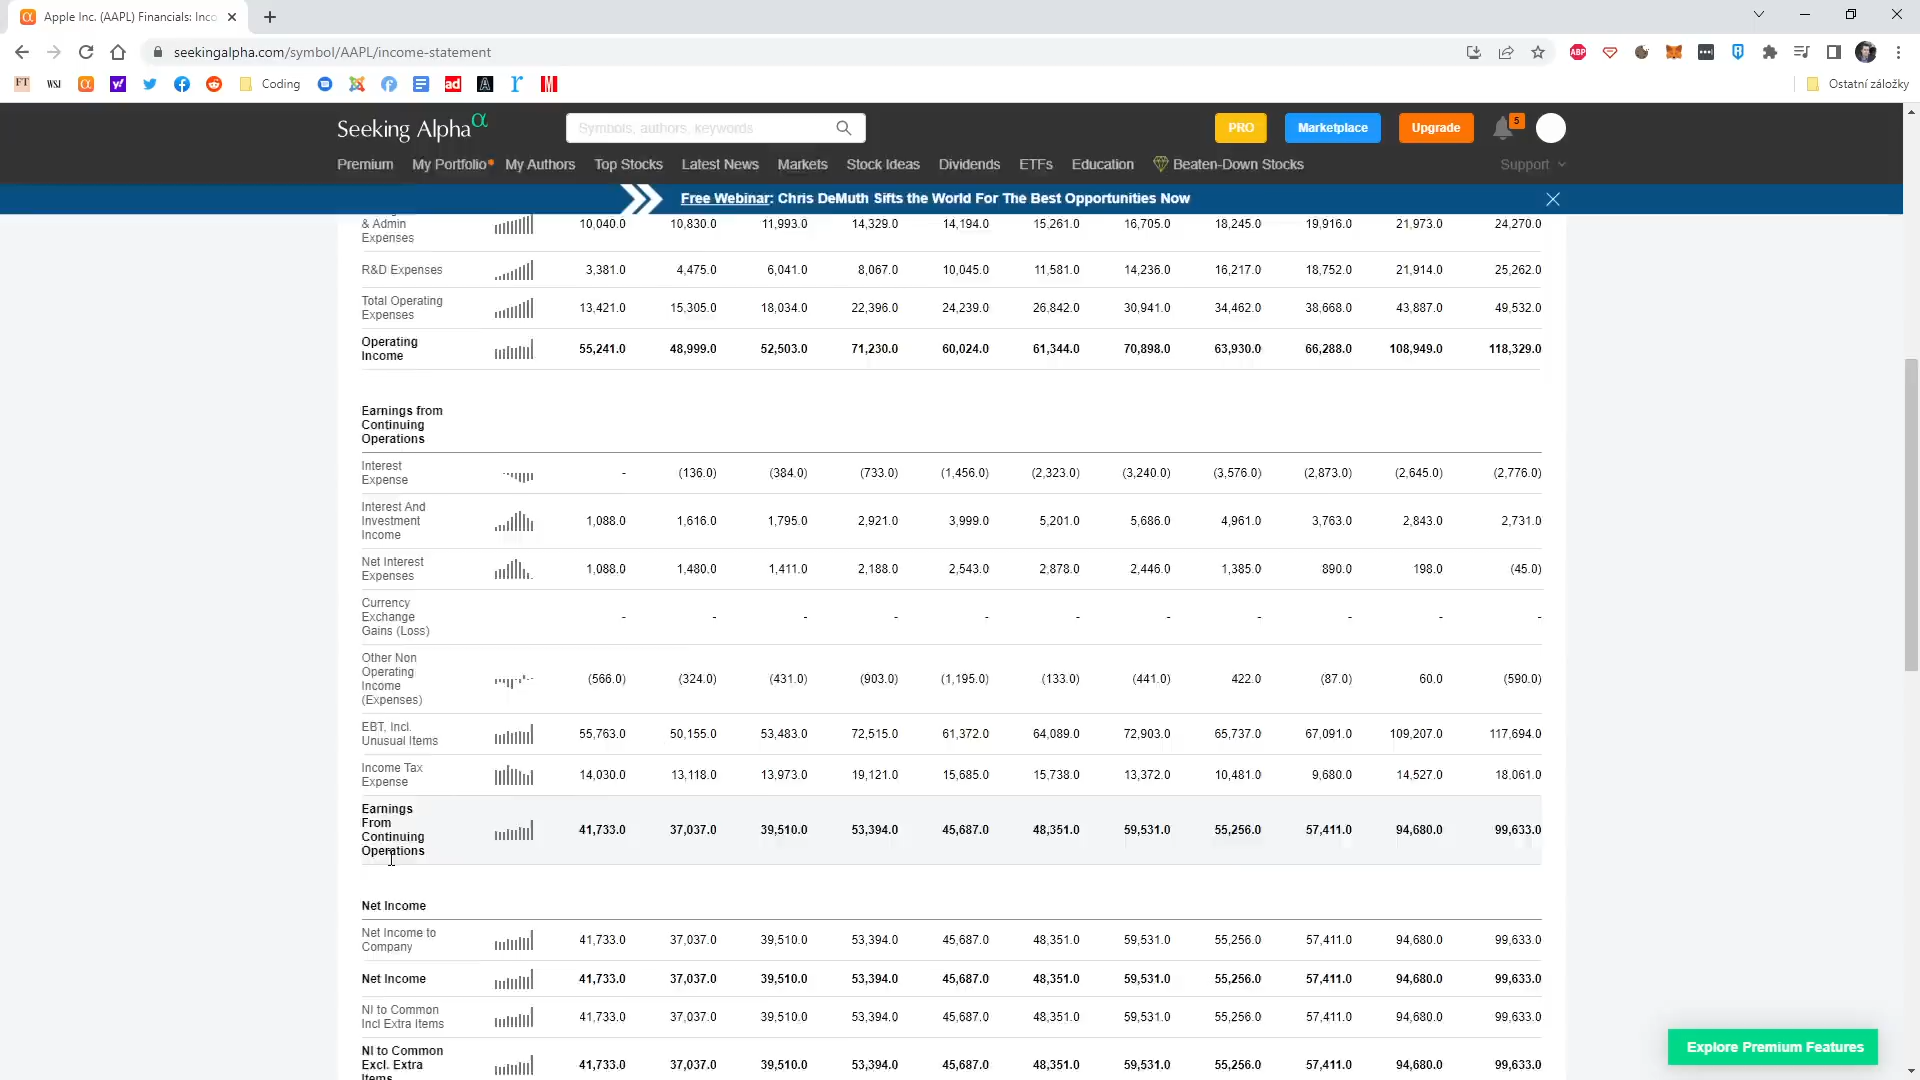 Apple Inc. (AAPL) Financials: Inco
seekingalpha.com/symbol/AAPL/income-statement
ABP
FT WSJ α y! Coding ad A r M Ostatní záložky
Seeking Alpha α Symbols, authors, keywords PRO Marketplace Upgrade 5
Premium My Portfolio My Authors Top Stocks Latest News Markets Stock Ideas Dividends ETFs Education Beaten-Down Stocks Support
Free Webinar: Chris DeMuth Sifts the World For The Best Opportunities Now
& Admin
Expenses
10,040.0 10,830.0 11,993.0 14,329.0 14,194.0 15,261.0 16,705.0 18,245.0 19,916.0 21,973.0 24,270.0
R&D Expenses 3,381.0 4,475.0 6,041.0 8,067.0 10,045.0 11,581.0 14,236.0 16,217.0 18,752.0 21,914.0 25,262.0
Total Operating
Expenses
13,421.0 15,305.0 18,034.0 22,396.0 24,239.0 26,842.0 30,941.0 34,462.0 38,668.0 43,887.0 49,532.0
Operating
Income
55,241.0 48,999.0 52,503.0 71,230.0 60,024.0 61,344.0 70,898.0 63,930.0 66,288.0 108,949.0 118,329.0
Earnings from
Continuing
Operations
Interest
Expense
- (136.0) (384.0) (733.0) (1,456.0) (2,323.0) (3,240.0) (3,576.0) (2,873.0) (2,645.0) (2,776.0)
Interest And
Investment
Income
1,088.0 1,616.0 1,795.0 2,921.0 3,999.0 5,201.0 5,686.0 4,961.0 3,763.0 2,843.0 2,731.0
Net Interest
Expenses
1,088.0 1,480.0 1,411.0 2,188.0 2,543.0 2,878.0 2,446.0 1,385.0 890.0 198.0 (45.0)
Currency
Exchange
Gains (Loss)
- - - - - - - - - - -
Other Non
Operating
Income
(Expenses)
(566.0) (324.0) (431.0) (903.0) (1,195.0) (133.0) (441.0) 422.0 (87.0) 60.0 (590.0)
EBT, Incl.
Unusual Items
55,763.0 50,155.0 53,483.0 72,515.0 61,372.0 64,089.0 72,903.0 65,737.0 67,091.0 109,207.0 117,694.0
Income Tax
Expense
14,030.0 13,118.0 13,973.0 19,121.0 15,685.0 15,738.0 13,372.0 10,481.0 9,680.0 14,527.0 18,061.0
Earnings
From
Continuing
Operations
41,733.0 37,037.0 39,510.0 53,394.0 45,687.0 48,351.0 59,531.0 55,256.0 57,411.0 94,680.0 99,633.0
Net Income
Net Income to
Company
41,733.0 37,037.0 39,510.0 53,394.0 45,687.0 48,351.0 59,531.0 55,256.0 57,411.0 94,680.0 99,633.0
Net Income 41,733.0 37,037.0 39,510.0 53,394.0 45,687.0 48,351.0 59,531.0 55,256.0 57,411.0 94,680.0 99,633.0
NI to Common
Incl Extra Items
41,733.0 37,037.0 39,510.0 53,394.0 45,687.0 48,351.0 59,531.0 55,256.0 57,411.0 94,680.0 99,633.0
NI to Common
Excl. Extra
Items
41,733.0 37,037.0 39,510.0 53,394.0 45,687.0 48,351.0 59,531.0 55,256.0 57,411.0 94,680.0 99,633.0
Explore Premium Features